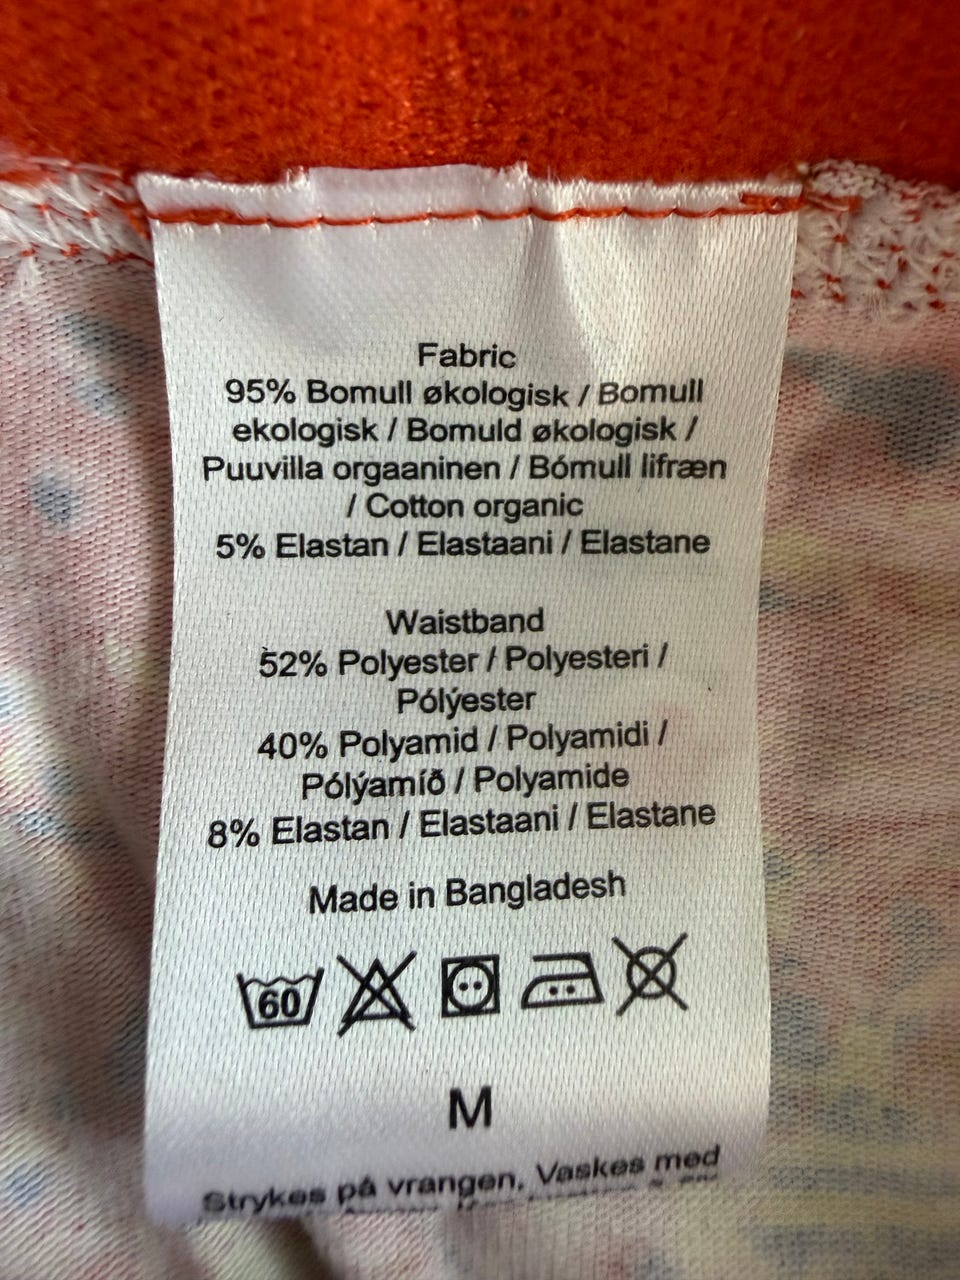 Fabric
95% Bomull økologisk / Bomull
ekologisk / Bomuld økologisk /
Puuvilla orgaaninen / Bómull lifræn
/ Cotton organic
5% Elastan / Elastaani / Elastane
Waistband
52% Polyester / Polyesteri /
Pólýester
40% Polyamid / Polyamidi /
Pólýamíð / Polyamide
8% Elastan / Elastaani / Elastane
Made in Bangladesh
60
M
Strykes på vrangen. Vaskes med